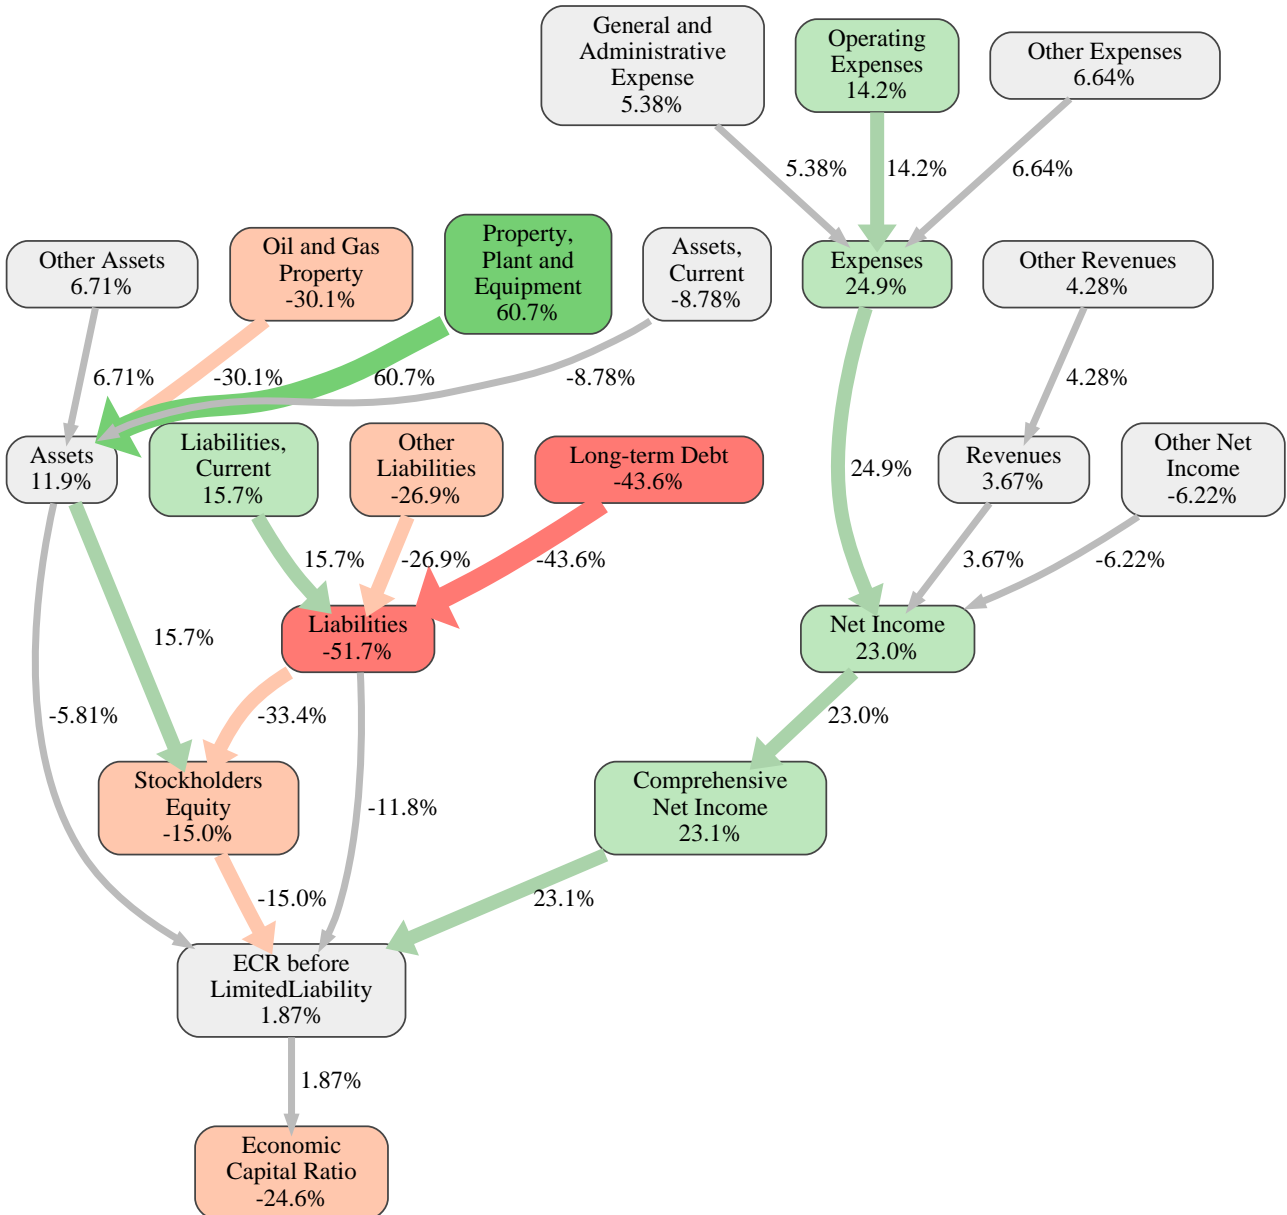 General and
Administrative
Expense
5.38%
Operating
Expenses
14.2%
Other Expenses
6.64%
5.38%
14.2%
6.64%
Other Assets
6.71%
Oil and Gas
Property
-30.1%
Property,
Plant and
Equipment
60.7%
Assets,
Current
-8.78%
Expenses
24.9%
Other Revenues
4.28%
6.71%
-30.1%
60.7%
-8.78%
4.28%
Assets
11.9%
Liabilities,
Current
15.7%
Other
Liabilities
-26.9%
Long-term Debt
-43.6%
24.9%
Revenues
3.67%
Other Net
Income
-6.22%
15.7%
-26.9%
-43.6%
3.67%
-6.22%
Liabilities
-51.7%
Net Income
23.0%
15.7%
-5.81%
-33.4%
23.0%
Stockholders
Equity
-15.0%
-11.8%
Comprehensive
Net Income
23.1%
-15.0%
23.1%
ECR before
LimitedLiability
1.87%
1.87%
Economic
Capital Ratio
-24.6%